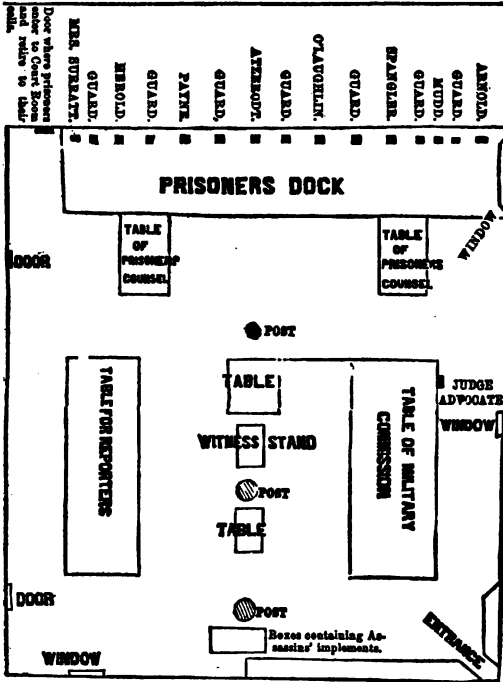 Door where prisoners
enter to Court Room
and retire to their
cells.
MRS. SURRATT.
GUARD.
HEROLD.
GUARD.
PAYNE.
GUARD,
ATZERODT.
GUARD.
O'LAUGHLIN.
GUARD.
SPANGLER.
GUARD.
MUDD.
GUARD.
ARNOLD.
PRISONERS DOCK
WINDOW
TABLE
OF
PRISONERS
COUNSEL
TABLE
OF
PRISONERS
COUNSEL
DOOR
POST
TABLE
JUDGE
ADVOCATE
WINDOW
TABLE FOR REPORTERS
WITNESS STAND
TABLE OF MILITARY
COMMISSION
POST
TABLE
DOOR
POST
Boxes containing As-
sassins' implements.
ENTRANCE
WINDOW